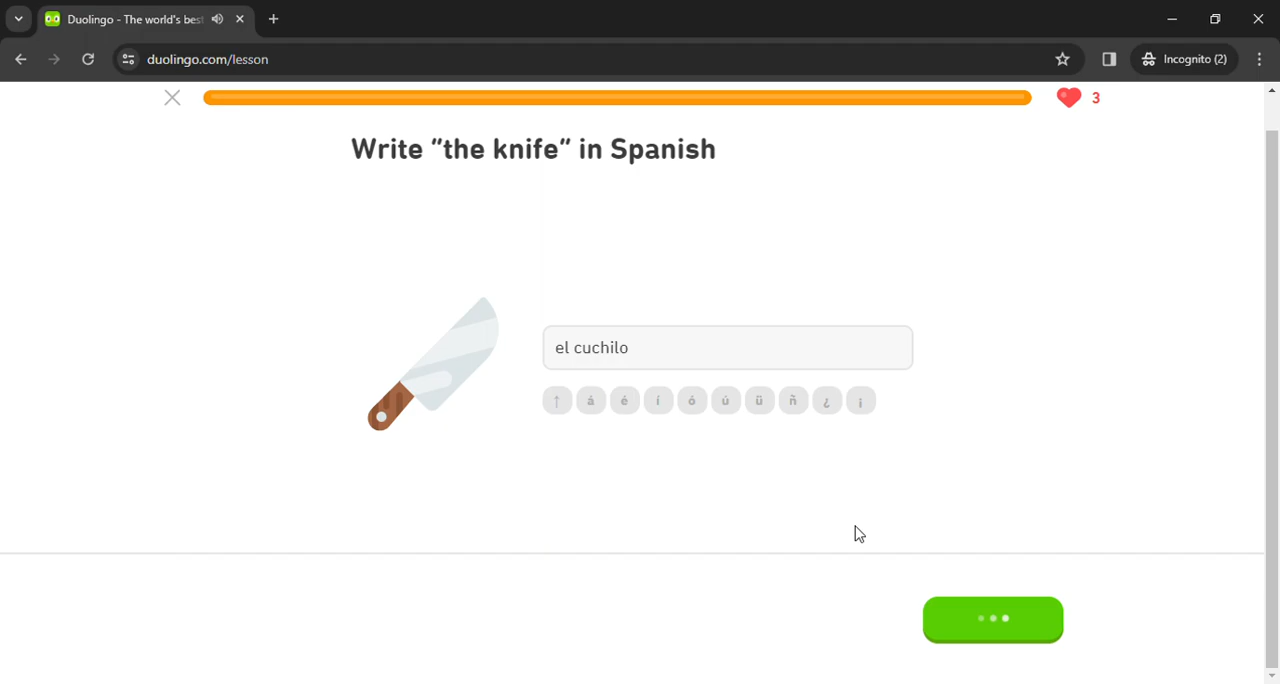 Duolingo - The world's best
duolingo.com/lesson
Incognito (2)
3
Write "the knife" in Spanish
el cuchilo
↑ á é í ó ú ü ñ ¿ ¡